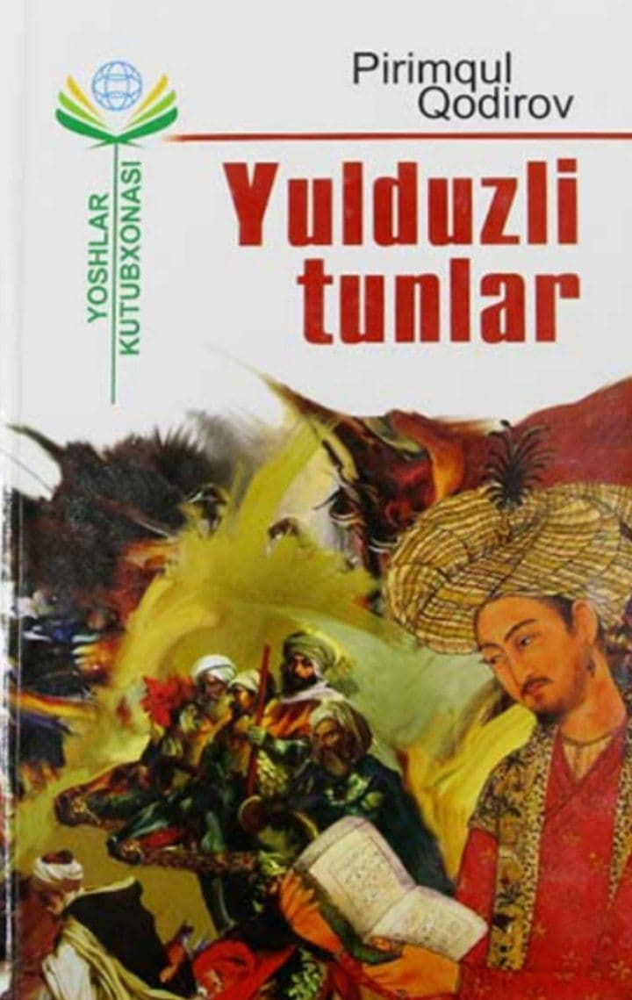 Pirimqul
Qodirov
YOSHLAR
KUTUBXONASI
Yulduzli
tunlar